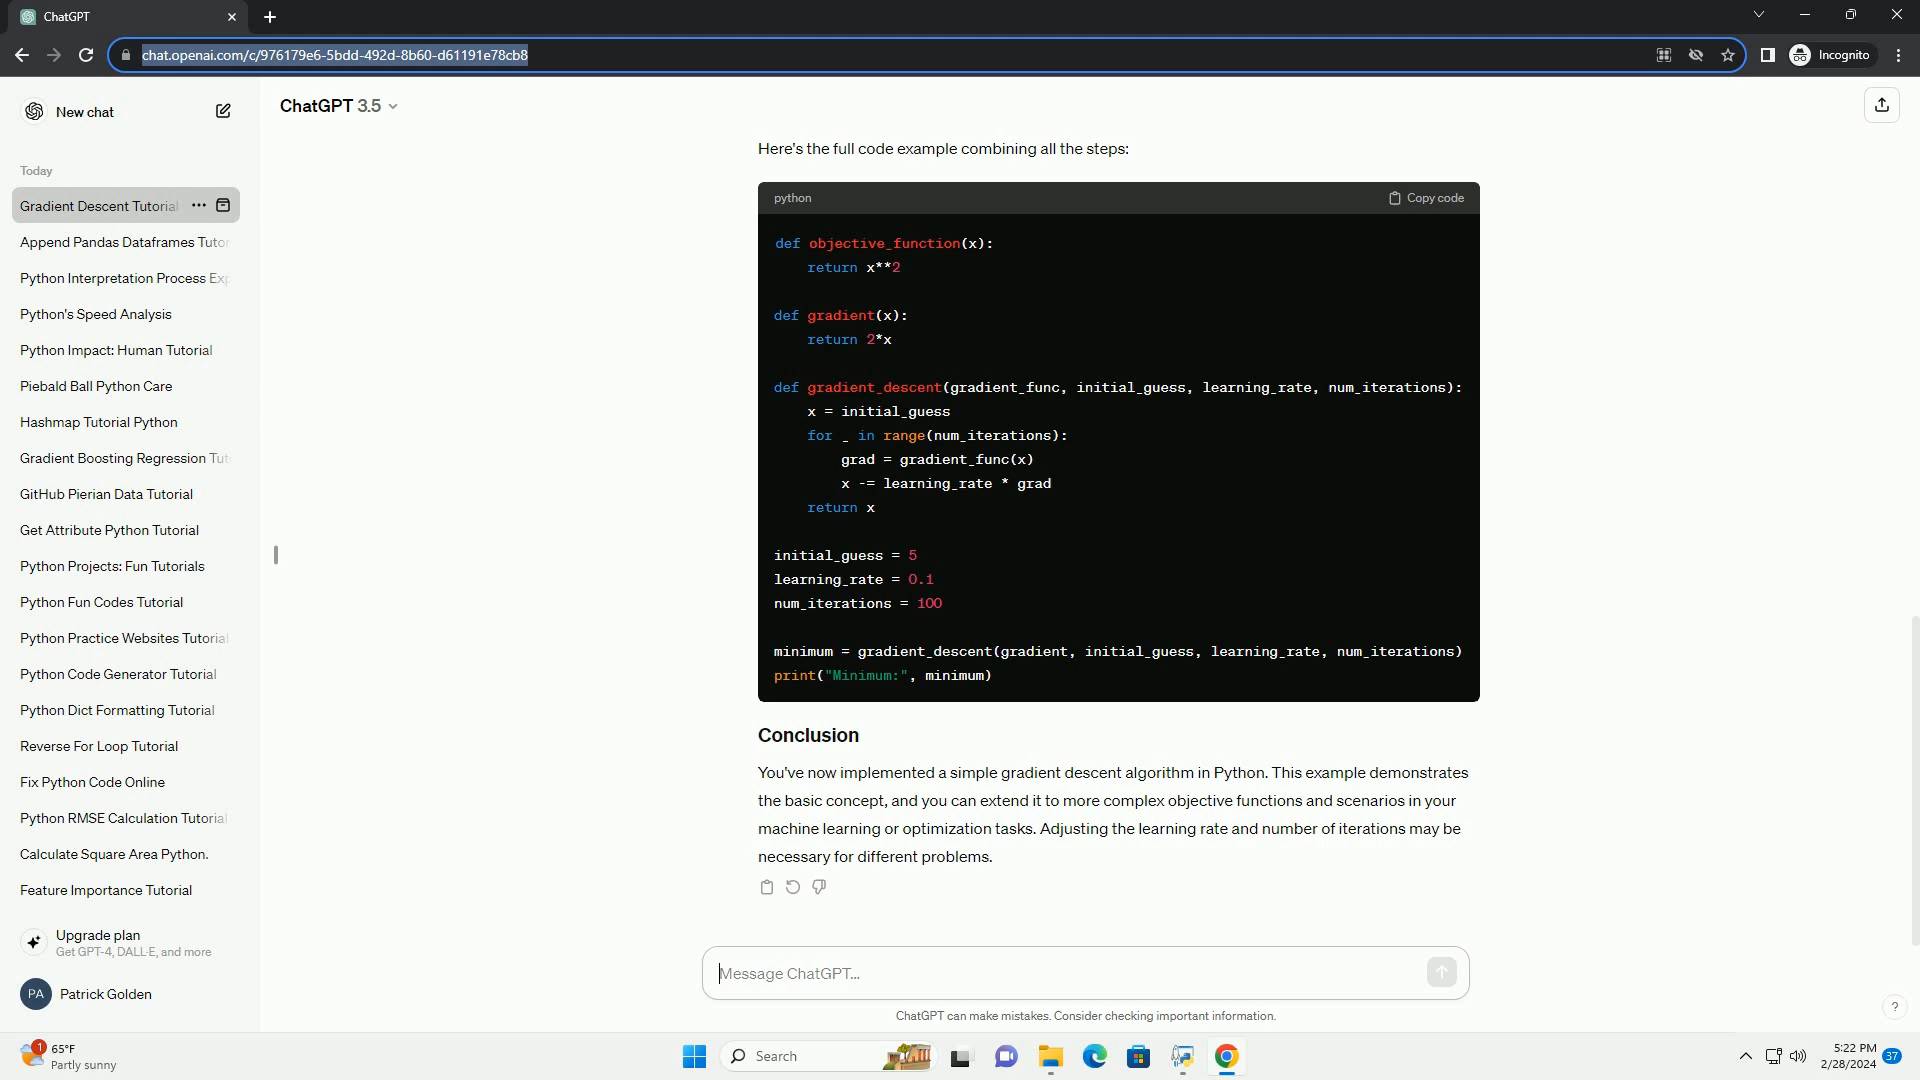 ChatGPT
chat.openai.com/c/976179e6-5bdd-492d-8b60-d61191e78cb8
Incognito
New chat
ChatGPT 3.5
Today
Gradient Descent Tutorial
Append Pandas Dataframes Tutor
Python Interpretation Process Exp
Python's Speed Analysis
Python Impact: Human Tutorial
Piebald Ball Python Care
Hashmap Tutorial Python
Gradient Boosting Regression Tut
GitHub Pierian Data Tutorial
Get Attribute Python Tutorial
Python Projects: Fun Tutorials
Python Fun Codes Tutorial
Python Practice Websites Tutorial
Python Code Generator Tutorial
Python Dict Formatting Tutorial
Reverse For Loop Tutorial
Fix Python Code Online
Python RMSE Calculation Tutorial
Calculate Square Area Python.
Feature Importance Tutorial
Upgrade plan
Get GPT-4, DALL·E, and more
PA Patrick Golden
Here's the full code example combining all the steps:
python
Copy code
def objective_function(x):
    return x**2
def gradient(x):
    return 2*x
def gradient_descent(gradient_func, initial_guess, learning_rate, num_iterations):
    x = initial_guess
    for _ in range(num_iterations):
        grad = gradient_func(x)
        x -= learning_rate * grad
    return x
initial_guess = 5
learning_rate = 0.1
num_iterations = 100
minimum = gradient_descent(gradient, initial_guess, learning_rate, num_iterations)
print("Minimum:", minimum)
Conclusion
You've now implemented a simple gradient descent algorithm in Python. This example demonstrates
the basic concept, and you can extend it to more complex objective functions and scenarios in your
machine learning or optimization tasks. Adjusting the learning rate and number of iterations may be
necessary for different problems.
Message ChatGPT...
ChatGPT can make mistakes. Consider checking important information.
?
1
65°F
Partly sunny
Search
5:22 PM
2/28/2024
37